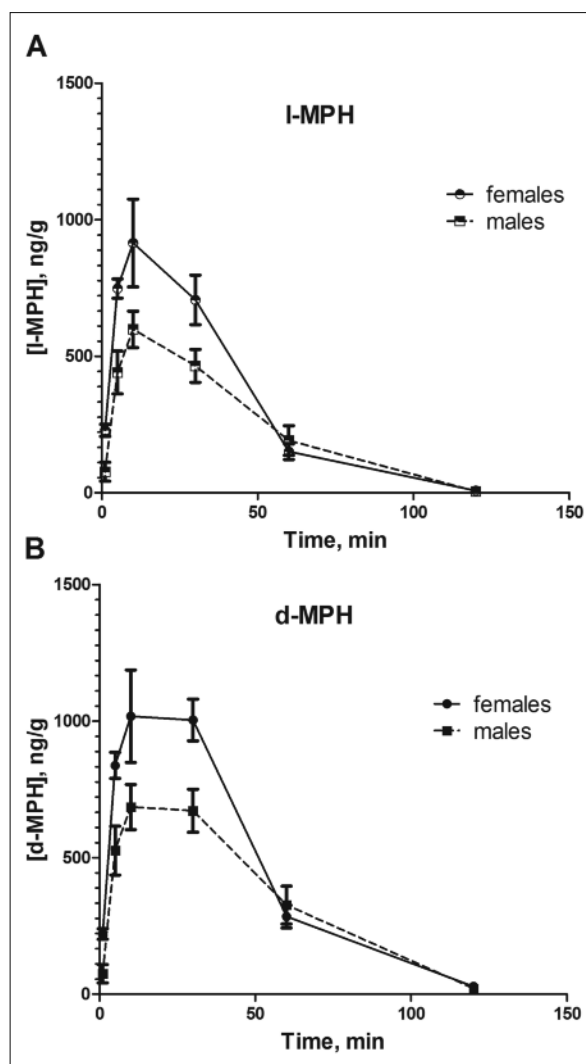 A
l-MPH
1500
1000
500
0
[l-MPH], ng/g
females
males
0 50 100 150
Time, min
B
d-MPH
1500
1000
500
0
[d-MPH], ng/g
females
males
0 50 100 150
Time, min